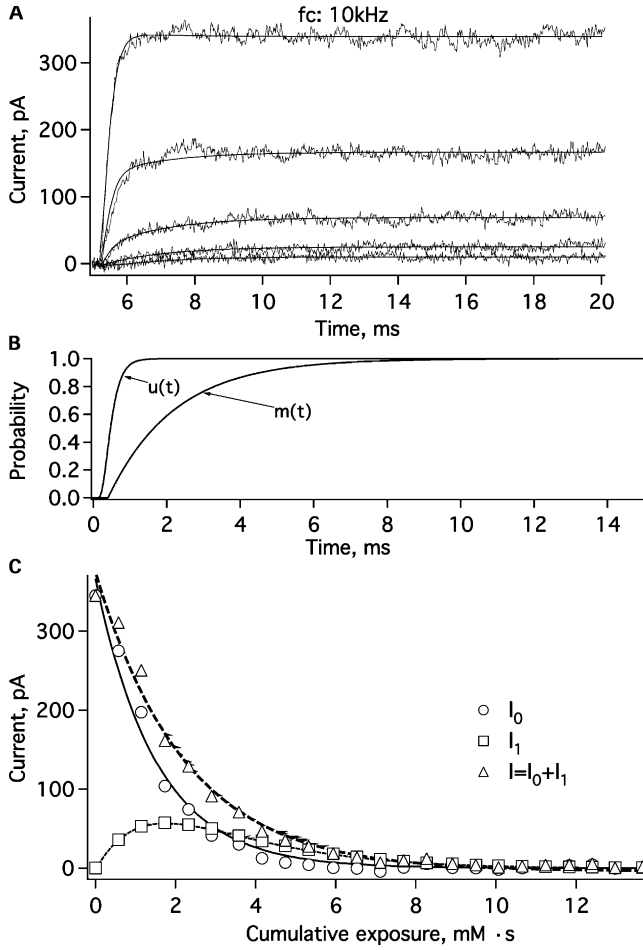 A
fc: 10kHz
Current, pA
300
200
100
0
6 8 10 12 14 16 18 20
Time, ms
B
Probability
1.0
0.8
0.6
0.4
0.2
0.0
u(t)
m(t)
0 2 4 6 8 10 12 14
Time, ms
C
Current, pA
300
200
100
0
I₀
I₁
I=I₀+I₁
0 2 4 6 8 10 12
Cumulative exposure, mM · s